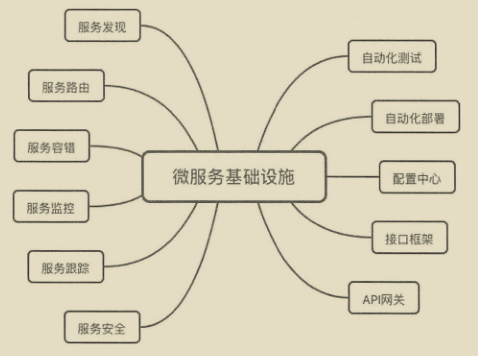 服务发现
服务路由
服务容错
服务监控
服务跟踪
服务安全
微服务基础设施
自动化测试
自动化部署
配置中心
接口框架
API网关